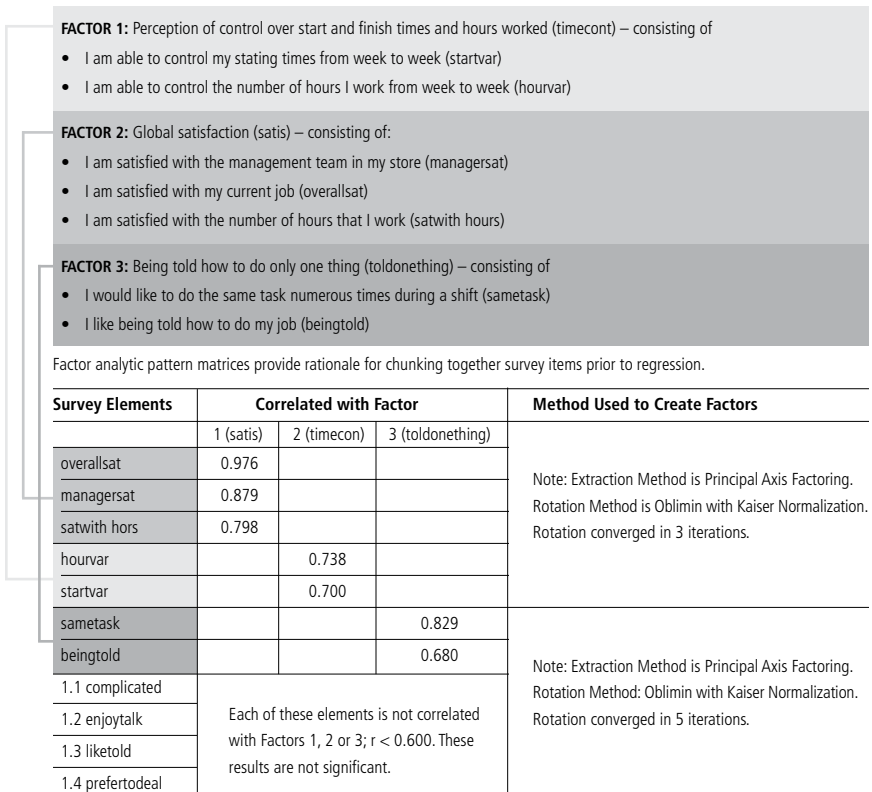 FACTOR 1: Perception of control over start and finish times and hours worked (timecont) – consisting of
• I am able to control my stating times from week to week (startvar)
• I am able to control the number of hours I work from week to week (hourvar)
FACTOR 2: Global satisfaction (satis) – consisting of:
• I am satisfied with the management team in my store (managersat)
• I am satisfied with my current job (overallsat)
• I am satisfied with the number of hours that I work (satwith hours)
FACTOR 3: Being told how to do only one thing (toldonething) – consisting of
• I would like to do the same task numerous times during a shift (sametask)
• I like being told how to do my job (beingtold)
Factor analytic pattern matrices provide rationale for chunking together survey items prior to regression.
Survey Elements Correlated with Factor Method Used to Create Factors
1 (satis) 2 (timecon) 3 (toldonething)
overallsat 0.976
managersat 0.879
satwith hors 0.798
Note: Extraction Method is Principal Axis Factoring.
Rotation Method is Oblimin with Kaiser Normalization.
Rotation converged in 3 iterations.
hourvar 0.738
startvar 0.700
sametask 0.829
beingtold 0.680
Note: Extraction Method is Principal Axis Factoring.
Rotation Method: Oblimin with Kaiser Normalization.
Rotation converged in 5 iterations.
1.1 complicated
1.2 enjoytalk
1.3 liketold
1.4 prefertodeal
Each of these elements is not correlated
with Factors 1, 2 or 3; r < 0.600. These
results are not significant.